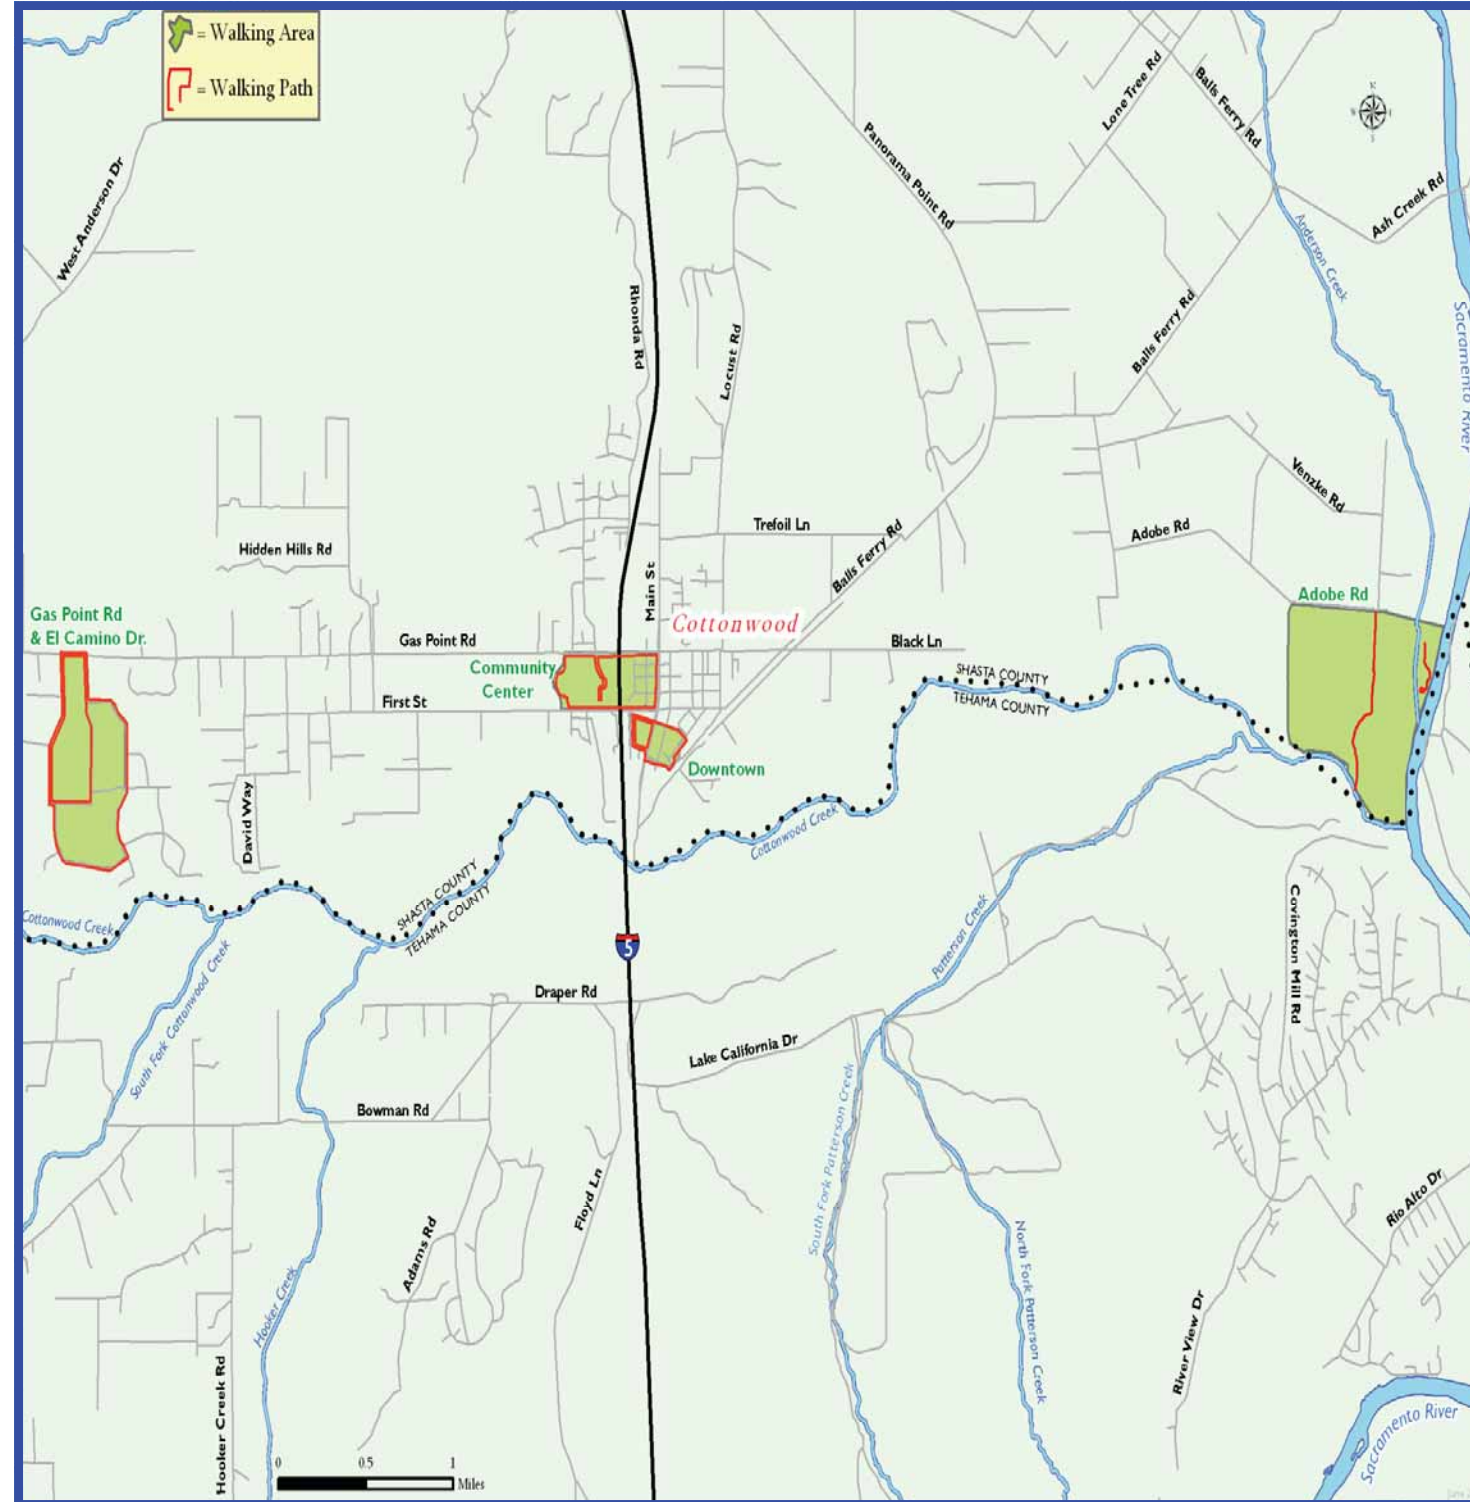 = Walking Area
= Walking Path
West Anderson Dr
Lone Tree Rd
Balls Ferry Rd
Panorama Point Rd
Ash Creek Rd
Anderson Creek
Sacramento River
Rhonda Rd
Locust Rd
Balls Ferry Rd
Venzke Rd
Trefoil Ln
Balls Ferry Rd
Adobe Rd
Hidden Hills Rd
Main St
Adobe Rd
Gas Point Rd
& El Camino Dr.
Cottonwood
Gas Point Rd
Black Ln
Community
Center
SHASTA COUNTY
TEHAMA COUNTY
First St
Downtown
David Way
Cottonwood Creek
SHASTA COUNTY
TEHAMA COUNTY
Cottonwood Creek
South Fork Cottonwood Creek
5
Patterson Creek
Covington Mill Rd
Draper Rd
Lake California Dr
Bowman Rd
South Fork Patterson Creek
North Fork Patterson Creek
Floyd Ln
Adams Rd
Hooker Creek
Rio Alto Dr
River View Dr
Hooker Creek Rd
Sacramento River
0 0.5 1
Miles